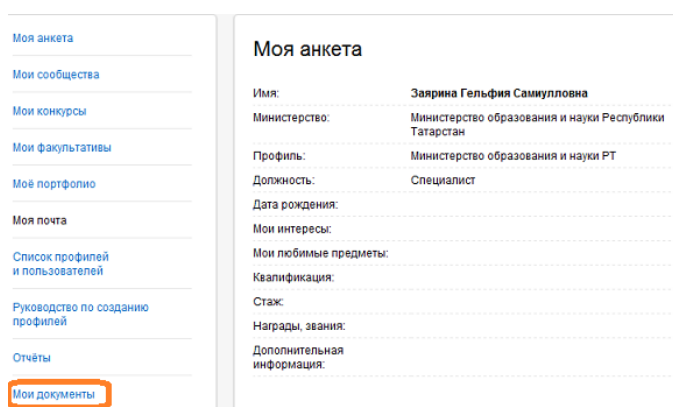 Моя анкета
Мои сообщества
Мои конкурсы
Мои факультативы
Моё портфолио
Моя почта
Список профилей
и пользователей
Руководство по созданию
профилей
Отчёты
Мои документы
Моя анкета
Имя: Заярина Гельфия Самиулловна
Министерство: Министерство образования и науки Республики
Татарстан
Профиль: Министерство образования и науки РТ
Должность: Специалист
Дата рождения:
Мои интересы:
Мои любимые предметы:
Квалификация:
Стаж:
Награды, звания:
Дополнительная
информация: